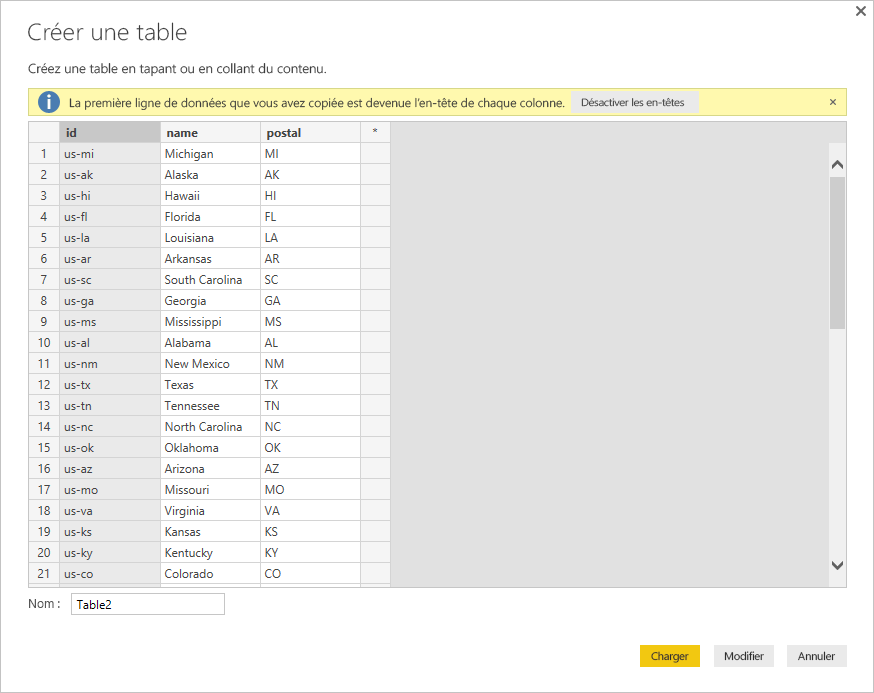 Créer une table
Créez une table en tapant ou en collant du contenu.
La première ligne de données que vous avez copiée est devenue l'en-tête de chaque colonne. Désactiver les en-têtes
id name postal *
1 us-mi Michigan MI
2 us-ak Alaska AK
3 us-hi Hawaii HI
4 us-fl Florida FL
5 us-la Louisiana LA
6 us-ar Arkansas AR
7 us-sc South Carolina SC
8 us-ga Georgia GA
9 us-ms Mississippi MS
10 us-al Alabama AL
11 us-nm New Mexico NM
12 us-tx Texas TX
13 us-tn Tennessee TN
14 us-nc North Carolina NC
15 us-ok Oklahoma OK
16 us-az Arizona AZ
17 us-mo Missouri MO
18 us-va Virginia VA
19 us-ks Kansas KS
20 us-ky Kentucky KY
21 us-co Colorado CO
Nom : Table2
Charger Modifier Annuler